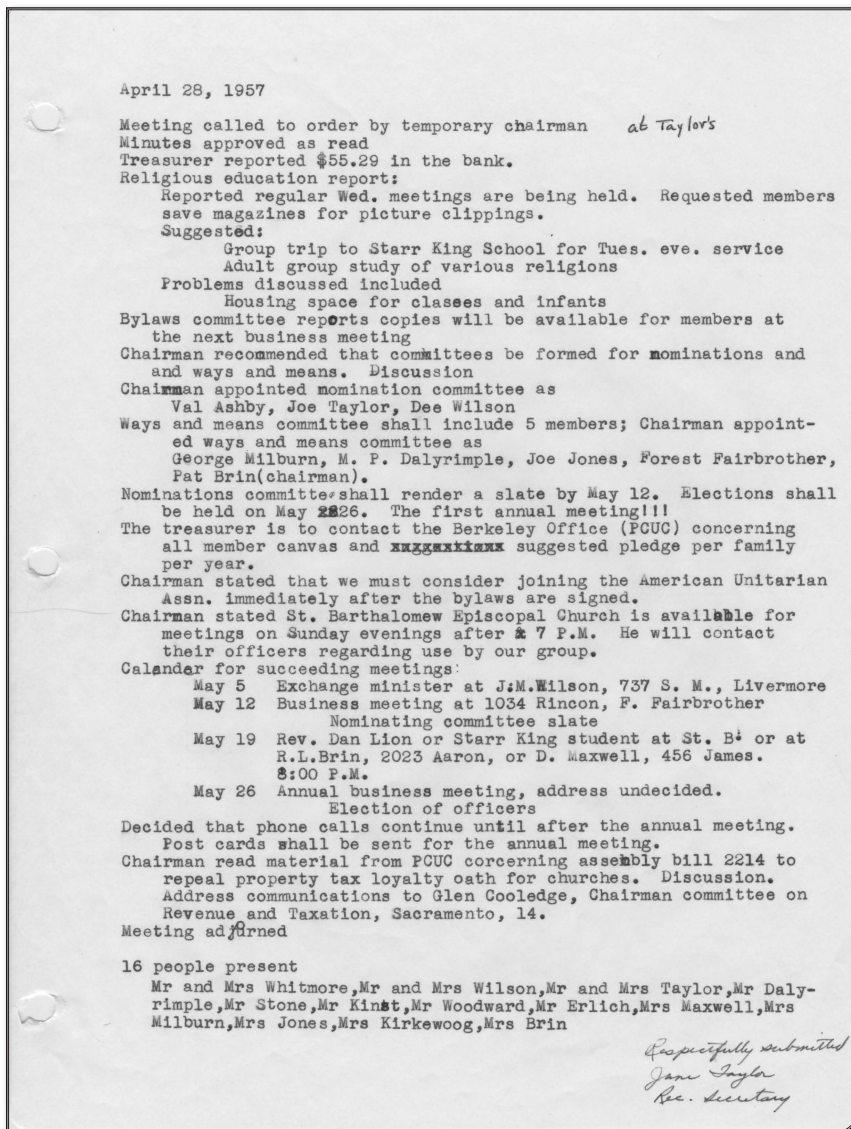 April 28, 1957
Meeting called to order by temporary chairman at Taylor's
Minutes approved as read
Treasurer reported $55.29 in the bank.
Religious education report:
Reported regular Wed. meetings are being held. Requested members
save magazines for picture clippings.
Suggested:
Group trip to Starr King School for Tues. eve. service
Adult group study of various religions
Problems discussed included
Housing space for clasees and infants
Bylaws committee reports copies will be available for members at
the next business meeting
Chairman recommended that committees be formed for nominations and
and ways and means. Discussion
Chairman appointed nomination committee as
Val Ashby, Joe Taylor, Dee Wilson
Ways and means committee shall include 5 members; Chairman appoint-
ed ways and means committee as
George Milburn, M. P. Dalyrimple, Joe Jones, Forest Fairbrother,
Pat Brin(chairman).
Nominations committee shall render a slate by May 12. Elections shall
be held on May 26. The first annual meeting!!!
The treasurer is to contact the Berkeley Office (PCUC) concerning
all member canvas and suggested pledge per family
per year.
Chairman stated that we must consider joining the American Unitarian
Assn. immediately after the bylaws are signed.
Chairman stated St. Barthalomew Episcopal Church is available for
meetings on Sunday evenings after 7 P.M. He will contact
their officers regarding use by our group.
Calander for succeeding meetings:
May 5 Exchange minister at J.M.Wilson, 737 S. M., Livermore
May 12 Business meeting at 1034 Rincon, F. Fairbrother
Nominating committee slate
May 19 Rev. Dan Lion or Starr King student at St. B. or at
R.L.Brin, 2023 Aaron, or D. Maxwell, 456 James.
8:00 P.M.
May 26 Annual business meeting, address undecided.
Election of officers
Decided that phone calls continue until after the annual meeting.
Post cards shall be sent for the annual meeting.
Chairman read material from PCUC corcerning assembly bill 2214 to
repeal property tax loyalty oath for churches. Discussion.
Address communications to Glen Cooledge, Chairman committee on
Revenue and Taxation, Sacramento, 14.
Meeting adjourned
16 people present
Mr and Mrs Whitmore,Mr and Mrs Wilson,Mr and Mrs Taylor,Mr Daly-
rimple,Mr Stone,Mr Kinst,Mr Woodward,Mr Erlich,Mrs Maxwell,Mrs
Milburn,Mrs Jones,Mrs Kirkewoog,Mrs Brin
Respectfully submitted
Jane Taylor
Rec. Secretary